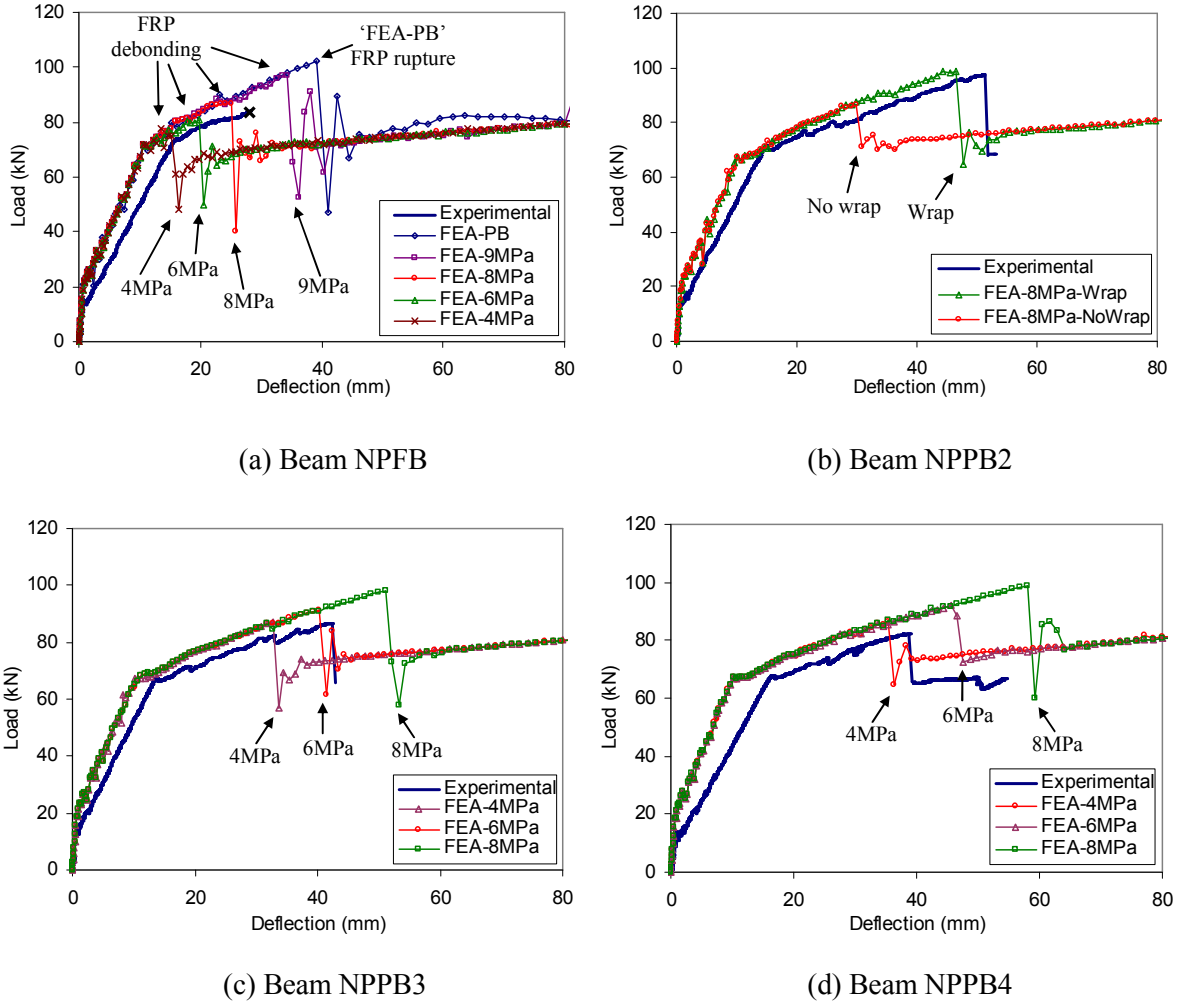 FRP
debonding
‘FEA-PB’
FRP rupture
120
100
80
60
40
20
0
Load (kN)
4MPa
6MPa
8MPa
9MPa
Experimental
FEA-PB
FEA-9MPa
FEA-8MPa
FEA-6MPa
FEA-4MPa
0 20 40 60 80
Deflection (mm)
(a) Beam NPFB
120
100
80
60
40
20
0
Load (kN)
No wrap
Wrap
Experimental
FEA-8MPa-Wrap
FEA-8MPa-NoWrap
0 20 40 60 80
Deflection (mm)
(b) Beam NPPB2
120
100
80
60
40
20
0
Load (kN)
4MPa
6MPa
8MPa
Experimental
FEA-4MPa
FEA-6MPa
FEA-8MPa
0 20 40 60 80
Deflection (mm)
(c) Beam NPPB3
120
100
80
60
40
20
0
Load (kN)
4MPa
6MPa
8MPa
Experimental
FEA-4MPa
FEA-6MPa
FEA-8MPa
0 20 40 60 80
Deflection (mm)
(d) Beam NPPB4